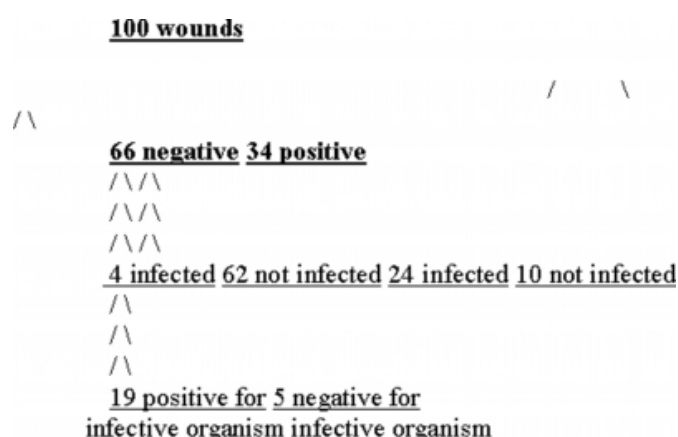 100 wounds
/ \
/ \
66 negative 34 positive
/ \ / \
/ \ / \
/ \ / \
4 infected 62 not infected 24 infected 10 not infected
/ \
/ \
/ \
19 positive for 5 negative for
infective organism infective organism